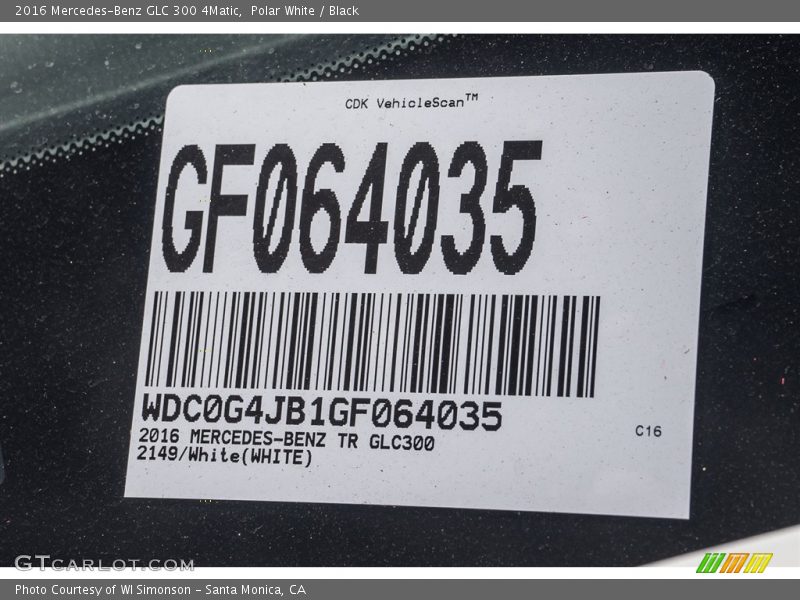 2016 Mercedes-Benz GLC 300 4Matic,  Polar White / Black
CDK VehicleScan™
GF064035
WDC0G4JB1GF064035
2016 MERCEDES-BENZ TR GLC300
2149/White(WHITE)
C16
GTCARLOT.COM
Photo Courtesy of WI Simonson - Santa Monica, CA